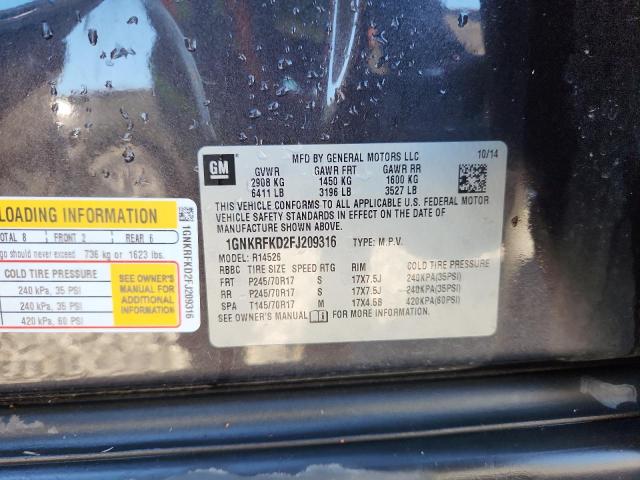 GM
MFD BY GENERAL MOTORS LLC 10/14
GVWR GAWR FRT GAWR RR
2908 KG 1450 KG 1600 KG
6411 LB 3196 LB 3527 LB
THIS VEHICLE CONFORMS TO ALL APPLICABLE U.S. FEDERAL
VEHICLE SAFETY STANDARDS IN EFFECT ON THE DATE OF
MANUFACTURE SHOWN ABOVE.
1GNKRFKD2FJ209316 TYPE: M.P.V.
MODEL: R14526
RBBC TIRE SIZE SPEED RTG RIM COLD TIRE PRESSURE
FRT P245/70R17 S 17X7.5J 240KPA(35PSI)
RR P245/70R17 S 17X7.5J 240KPA(35PSI)
SPA T145/70R17 M 17X4.5B 420KPA(60PSI)
SEE OWNER'S MANUAL FOR MORE INFORMATION.
LOADING INFORMATION
TAL 8 FRONT 2 REAR 6
should never exceed 736 kg or 1623 lbs.
COLD TIRE PRESSURE
240 kPa, 35 PSI
240 kPa, 35 PSI
420 kPa, 60 PSI
SEE OWNER'S
MANUAL FOR
ADDITIONAL
INFORMATION
1GNKRFKD2FJ209316